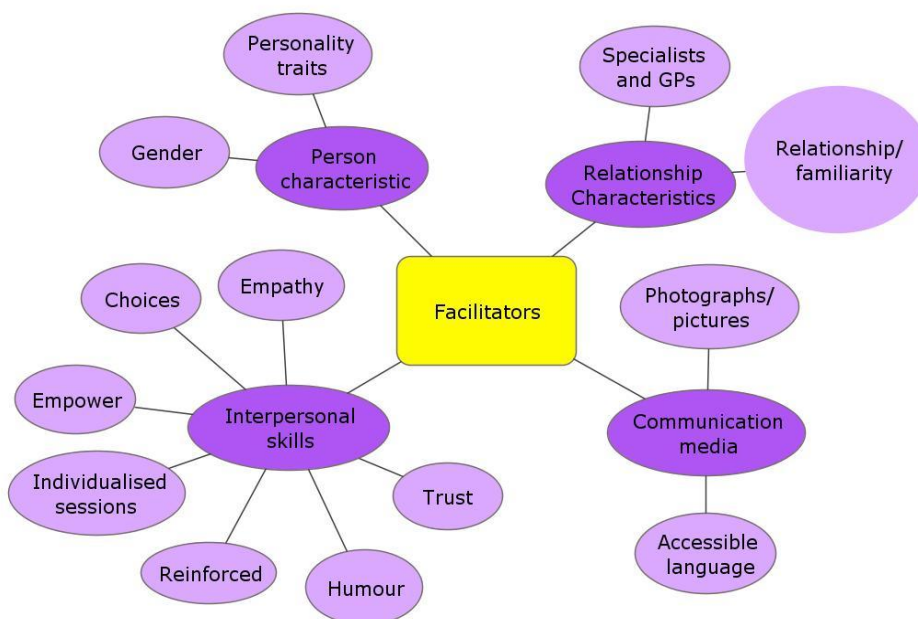 Personality
traits
Specialists
and GPs
Gender
Person
characteristic
Relationship
Characteristics
Relationship/
familiarity
Facilitators
Choices
Empathy
Empower
Interpersonal
skills
Individualised
sessions
Reinforced
Humour
Trust
Photographs/
pictures
Communication
media
Accessible
language